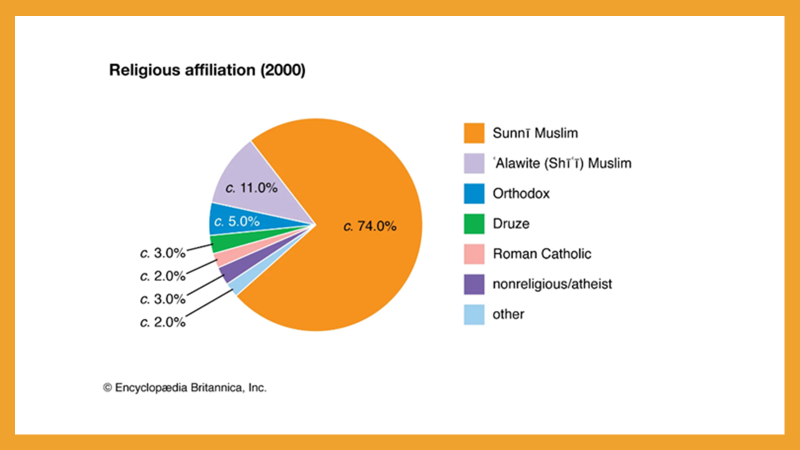 Religious affiliation (2000)
c. 74.0%
c. 11.0%
c. 5.0%
c. 3.0%
c. 2.0%
c. 3.0%
c. 2.0%
Sunnī Muslim
ʿAlawite (Shīʿī) Muslim
Orthodox
Druze
Roman Catholic
nonreligious/atheist
other
© Encyclopædia Britannica, Inc.